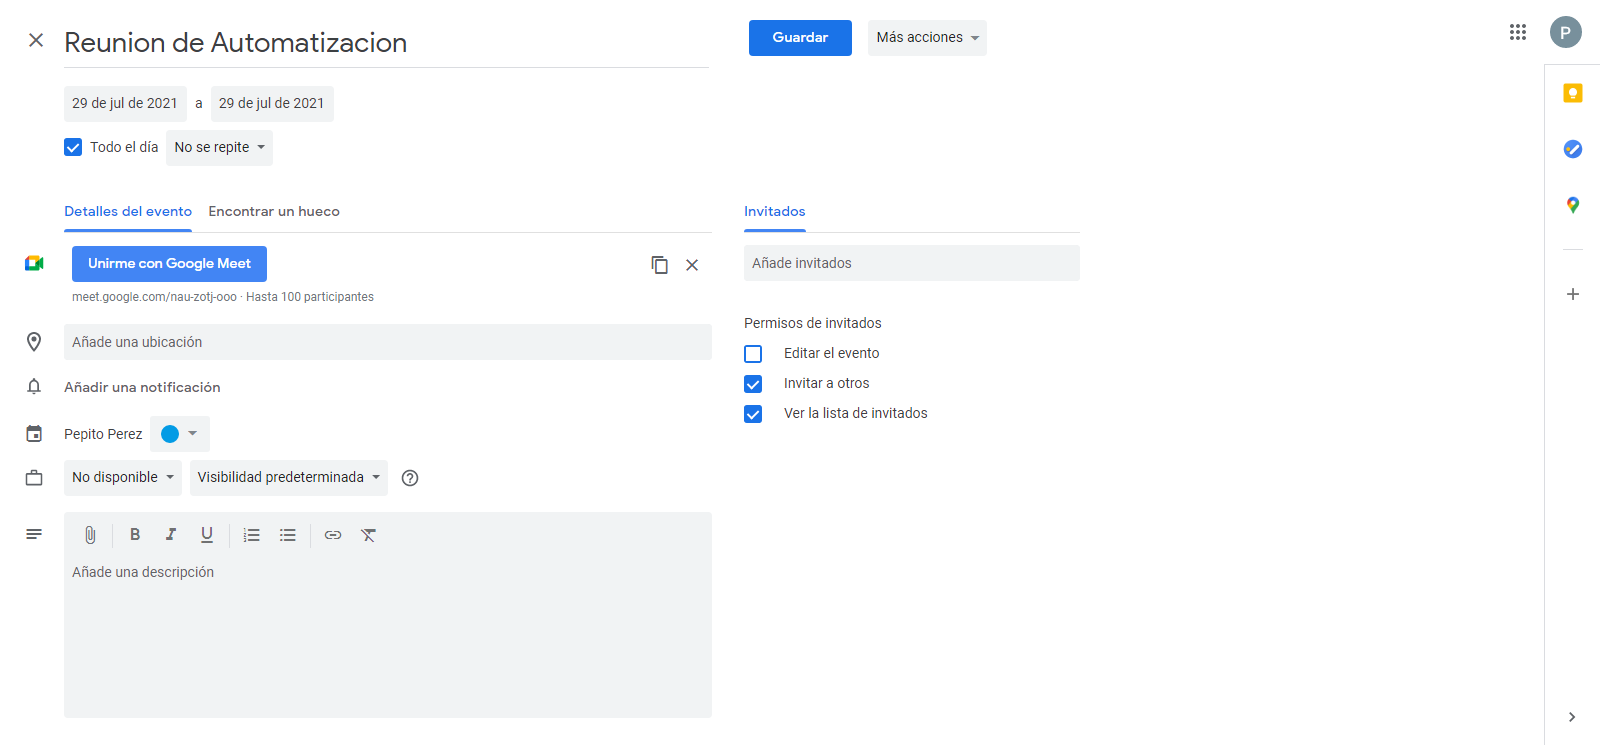 Reunion de Automatizacion
Guardar
Más acciones
P
29 de jul de 2021 a 29 de jul de 2021
Todo el día No se repite
Detalles del evento Encontrar un hueco
Unirme con Google Meet
meet.google.com/nau-zotj-ooo · Hasta 100 participantes
Añade una ubicación
Añadir una notificación
Pepito Perez
No disponible Visibilidad predeterminada
B I U
Añade una descripción
Invitados
Añade invitados
Permisos de invitados
Editar el evento
Invitar a otros
Ver la lista de invitados